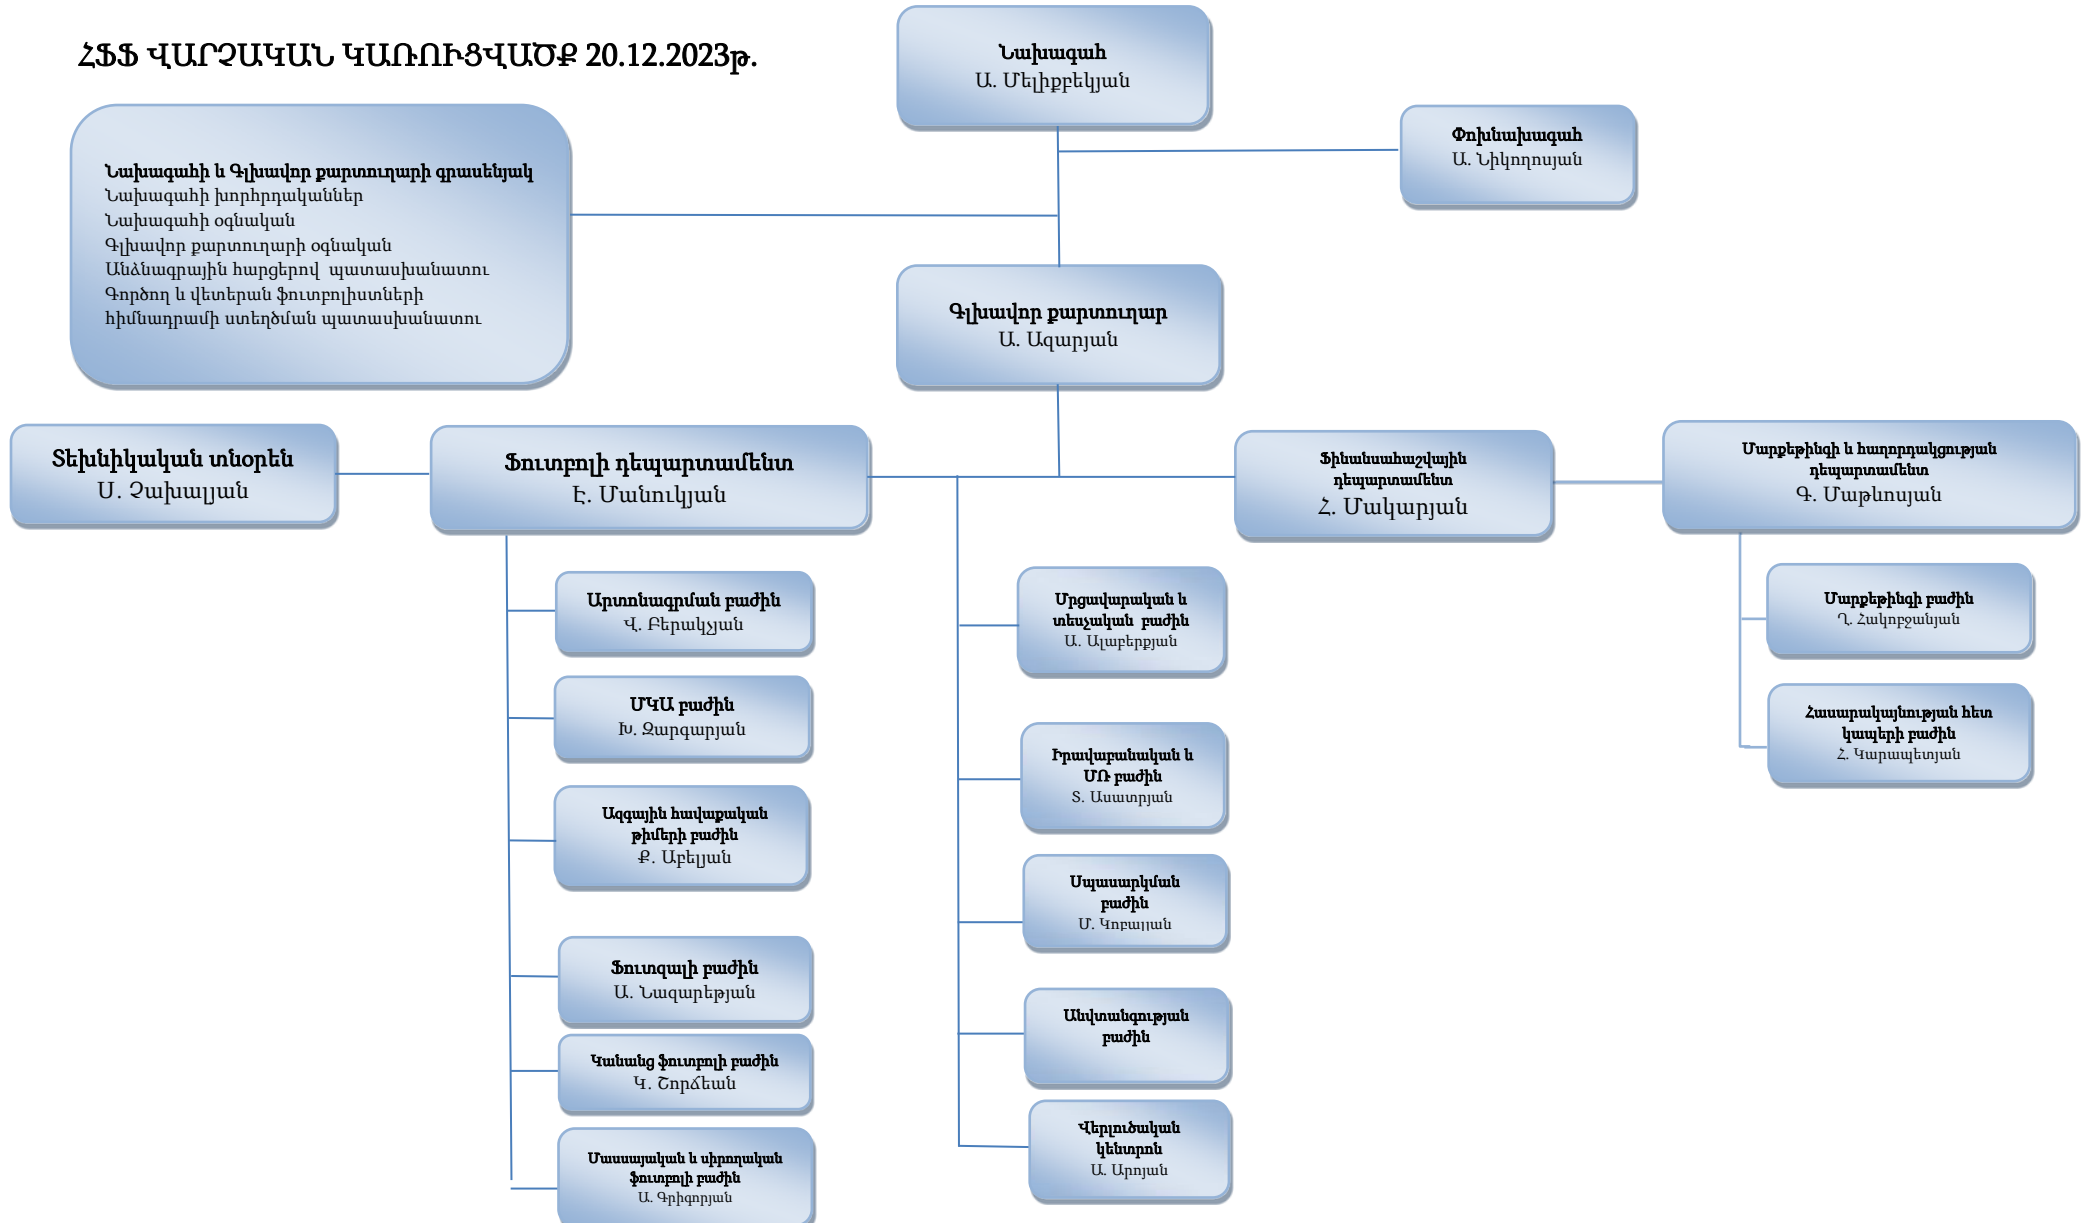 ՀՖՖ ՎԱՐՉԱԿԱՆ ԿԱՌՈՒՑՎԱԾՔ 20.12.2023թ.
Նախագահ
Ա. Մելիքբեկյան
Փոխնախագահ
Ա. Նիկողոսյան
Նախագահի և Գլխավոր քարտուղարի գրասենյակ
Նախագահի խորհրդականներ
Նախագահի օգնական
Գլխավոր քարտուղարի օգնական
Անձնագրային հարցերով պատասխանատու
Գործող և վետերան ֆուտբոլիստների
հիմնադրամի ստեղծման պատասխանատու
Գլխավոր քարտուղար
Ա. Ազարյան
Տեխնիկական տնօրեն
Ս. Չախալյան
Ֆուտբոլի դեպարտամենտ
Է. Մանուկյան
Ֆինանսահաշվային
դեպարտամենտ
Հ. Մակարյան
Մարքեթինգի և հաղորդակցության
դեպարտամենտ
Գ. Մաթևոսյան
Արտոնագրման բաժին
Վ. Բերակչյան
ՄԿԱ բաժին
Խ. Զարգարյան
Ազգային հավաքական
թիմերի բաժին
Ք. Աբելյան
Ֆուտզալի բաժին
Ա. Նազարեթյան
Կանանց ֆուտբոլի բաժին
Կ. Շորճեան
Մասսայական և սիրողական
ֆուտբոլի բաժին
Ա. Գրիգորյան
Մրցավարական և
տեսչական բաժին
Ա. Ալաբերքյան
Իրավաբանական և
ՄՌ բաժին
Տ. Ասատրյան
Սպասարկման
բաժին
Մ. Կոբալյան
Անվտանգության
բաժին
Վերլուծական
կենտրոն
Ա. Արոյան
Մարքեթինգի բաժին
Ղ. Հակոբջանյան
Հասարակայնության հետ
կապերի բաժին
Հ. Կարապետյան